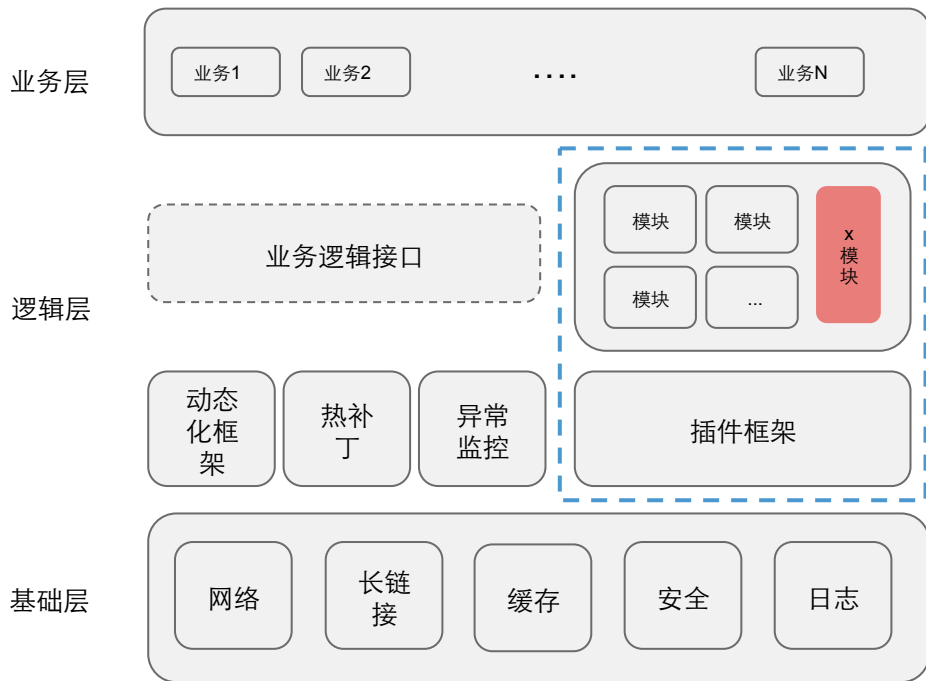 业务层
业务1
业务2
....
业务N
逻辑层
业务逻辑接口
模块
模块
模块
...
x
模
块
动态
化框
架
热补
丁
异常
监控
插件框架
基础层
网络
长链
接
缓存
安全
日志